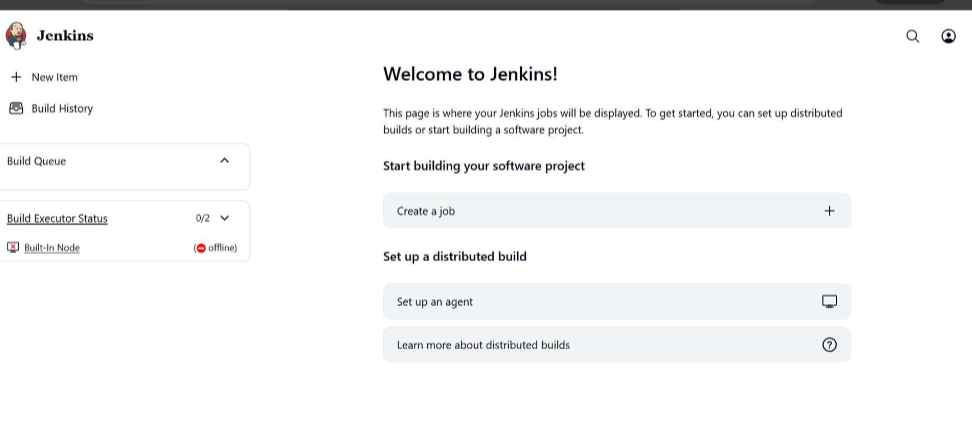 Jenkins
New Item
Build History
Build Queue
Build Executor Status 0/2
Built-In Node (offline)
Welcome to Jenkins!
This page is where your Jenkins jobs will be displayed. To get started, you can set up distributed
builds or start building a software project.
Start building your software project
Create a job
Set up a distributed build
Set up an agent
Learn more about distributed builds